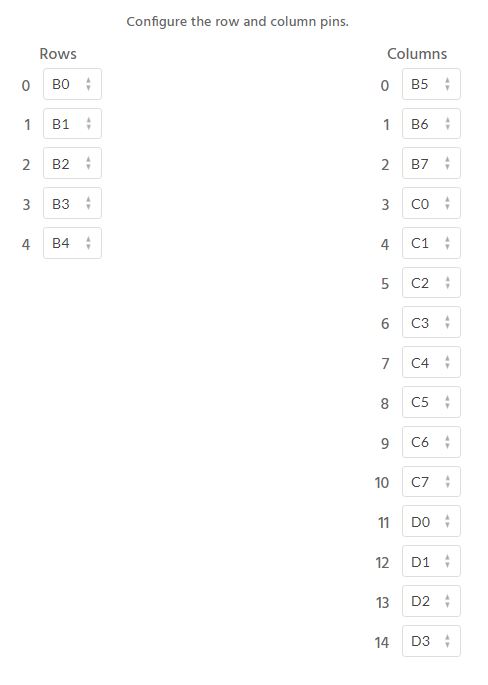 Configure the row and column pins.
Rows Columns
0 B0 0 B5
1 B1 1 B6
2 B2 2 B7
3 B3 3 C0
4 B4 4 C1
5 C2
6 C3
7 C4
8 C5
9 C6
10 C7
11 D0
12 D1
13 D2
14 D3